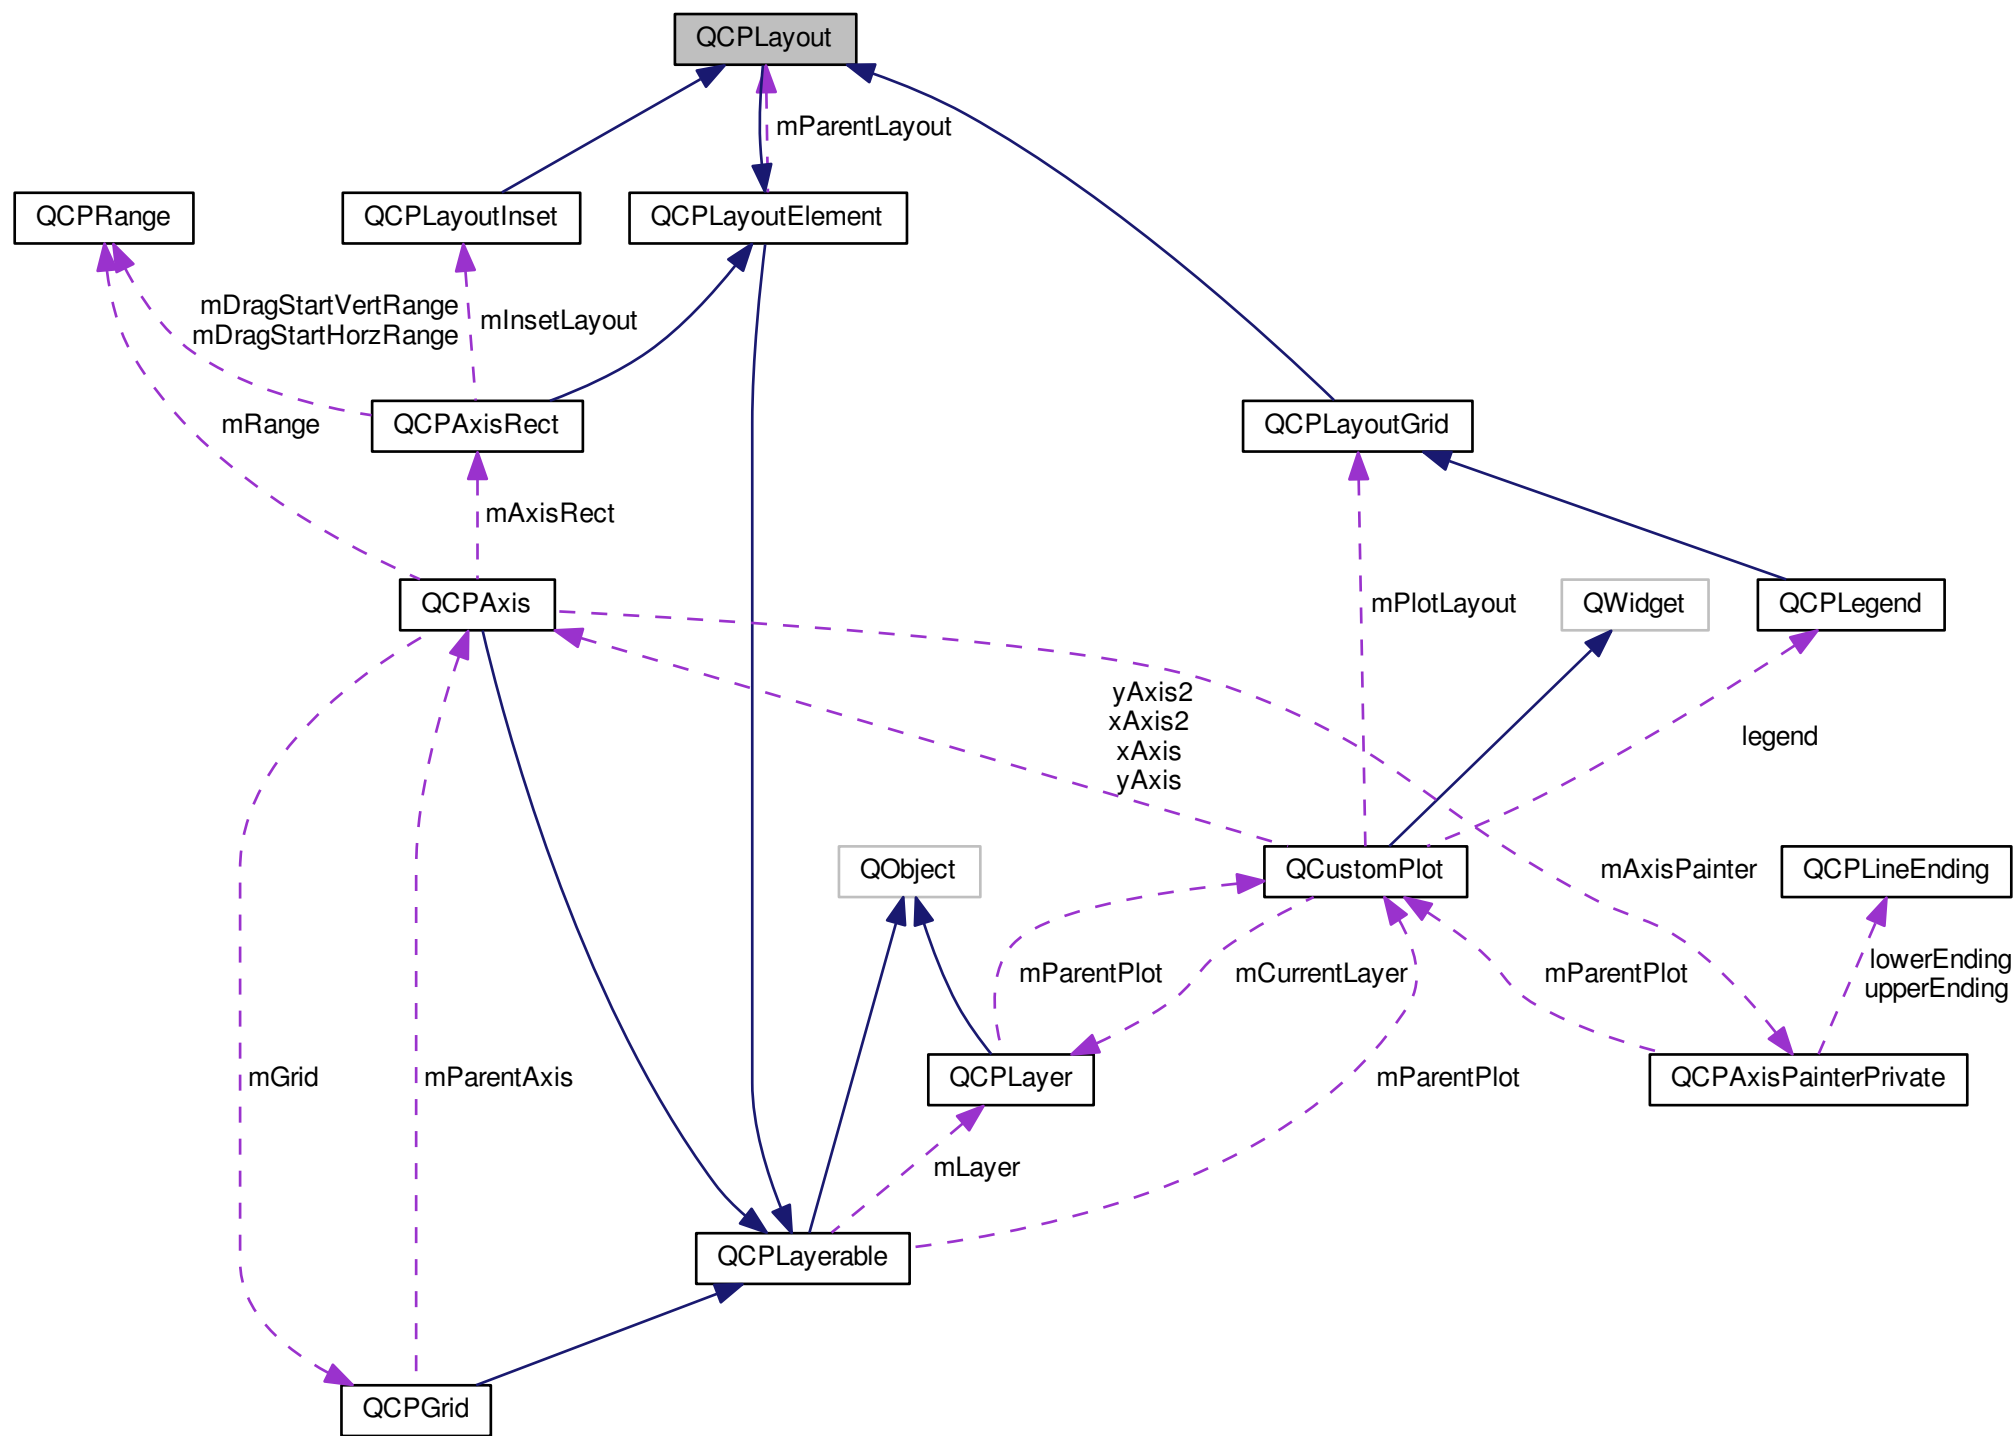 QCPLayout
mParentLayout
QCPRange
QCPLayoutInset
QCPLayoutElement
mDragStartVertRange
mDragStartHorzRange
mInsetLayout
mRange
QCPAxisRect
QCPLayoutGrid
mAxisRect
QCPAxis
mPlotLayout
QWidget
QCPLegend
yAxis2
xAxis2
xAxis
yAxis
legend
QObject
QCustomPlot
mAxisPainter
QCPLineEnding
mParentPlot
mCurrentLayer
mParentPlot
lowerEnding
upperEnding
mGrid
mParentAxis
QCPLayer
mParentPlot
QCPAxisPainterPrivate
mLayer
QCPLayerable
QCPGrid